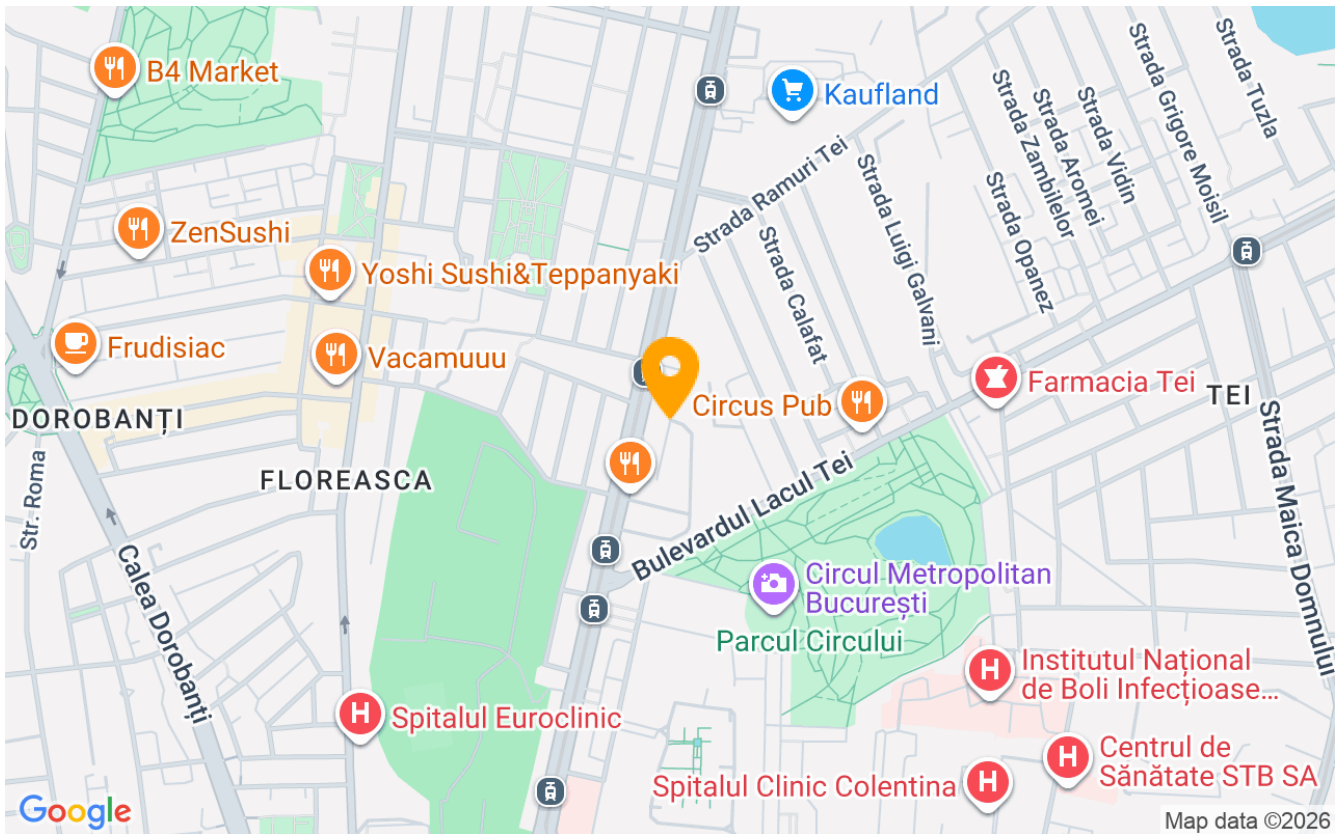 B4 Market
Kaufland
Strada Tuzla
Strada Grigore Moisil
Strada Vidin
Strada Aromei
Strada Zambilelor
Strada Ramuri Tei
Strada Luigi Galvani
Strada Opanez
ZenSushi
Strada Calafat
Yoshi Sushi&Teppanyaki
Frudisiac
Vacamuuu
Farmacia Tei
TEI
Circus Pub
DOROBANȚI
FLOREASCA
Str. Roma
Strada Maica Domnului
Bulevardul Lacul Tei
Circul Metropolitan
București
Calea Dorobanți
Parcul Circului
Institutul Național
de Boli Infecțioase...
Spitalul Euroclinic
Centrul de
Sănătate STB SA
Spitalul Clinic Colentina
H
H
H
H
Google
Map data ©2026